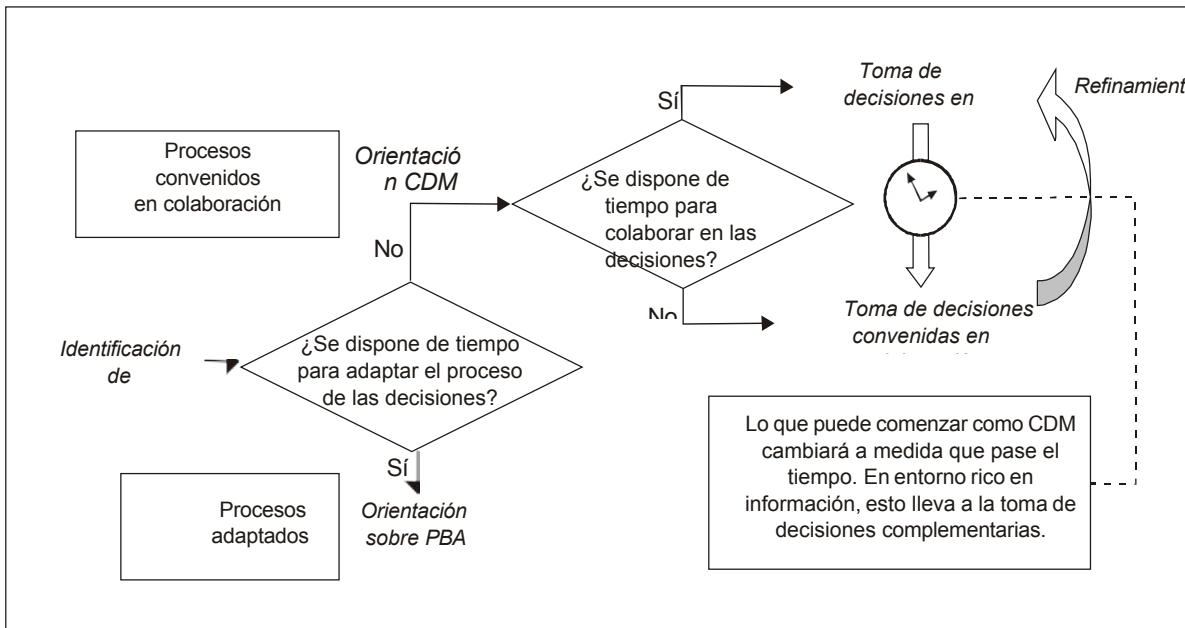 Procesos
convenidos
en colaboración
Orientació
n CDM
Sí
Toma de
decisiones en
Refinamient
¿Se dispone de
tiempo para
colaborar en las
decisiones?
No
No
Toma de decisiones
convenidas en
Identificación
de
¿Se dispone de tiempo
para adaptar el proceso
de las decisiones?
Sí
Procesos
adaptados
Orientación
sobre PBA
Lo que puede comenzar como CDM
cambiará a medida que pase el
tiempo. En entorno rico en
información, esto lleva a la toma de
decisiones complementarias.